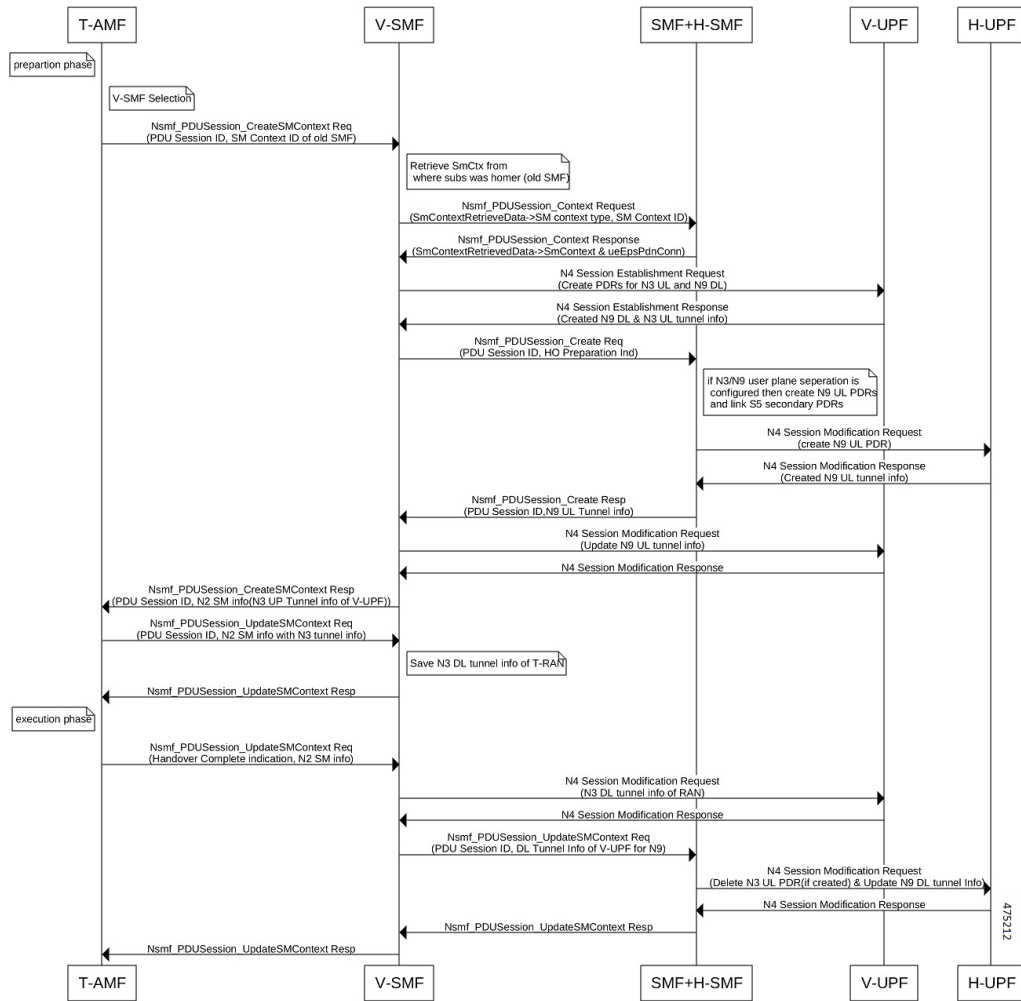 T-AMF
V-SMF
SMF+H-SMF
V-UPF
H-UPF
prepartion phase
V-SMF Selection
Nsmf_PDUSession_CreateSMContext Req
(PDU Session ID, SM Context ID of old SMF)
Retrieve SmCtx from
where subs was homer (old SMF)
Nsmf_PDUSession_Context Request
(SmContextRetrieveData->SM context type, SM Context ID)
Nsmf_PDUSession_Context Response
(SmContextRetrievedData->SmContext & ueEpsPdnConn)
N4 Session Establishment Request
(Create PDRs for N3 UL and N9 DL)
N4 Session Establishment Response
(Created N9 DL & N3 UL tunnel info)
Nsmf_PDUSession_Create Req
(PDU Session ID, HO Preparation Ind)
if N3/N9 user plane seperation is
configured then create N9 UL PDRs
and link S5 secondary PDRs
N4 Session Modification Request
(create N9 UL PDR)
N4 Session Modification Response
(Created N9 UL tunnel info)
Nsmf_PDUSession_Create Resp
(PDU Session ID,N9 UL Tunnel info)
N4 Session Modification Request
(Update N9 UL tunnel info)
N4 Session Modification Response
Nsmf_PDUSession_CreateSMContext Resp
(PDU Session ID, N2 SM info(N3 UP Tunnel info of V-UPF))
Nsmf_PDUSession_UpdateSMContext Req
(PDU Session ID, N2 SM info with N3 tunnel info)
Save N3 DL tunnel info of T-RAN
Nsmf_PDUSession_UpdateSMContext Resp
execution phase
Nsmf_PDUSession_UpdateSMContext Req
(Handover Complete indication, N2 SM info)
N4 Session Modification Request
(N3 DL tunnel info of RAN)
N4 Session Modification Response
Nsmf_PDUSession_UpdateSMContext Req
(PDU Session ID, DL Tunnel Info of V-UPF for N9)
N4 Session Modification Request
(Delete N3 UL PDR(if created) & Update N9 DL tunnel Info)
N4 Session Modification Response
475212
Nsmf_PDUSession_UpdateSMContext Resp
Nsmf_PDUSession_UpdateSMContext Resp
T-AMF
V-SMF
SMF+H-SMF
V-UPF
H-UPF